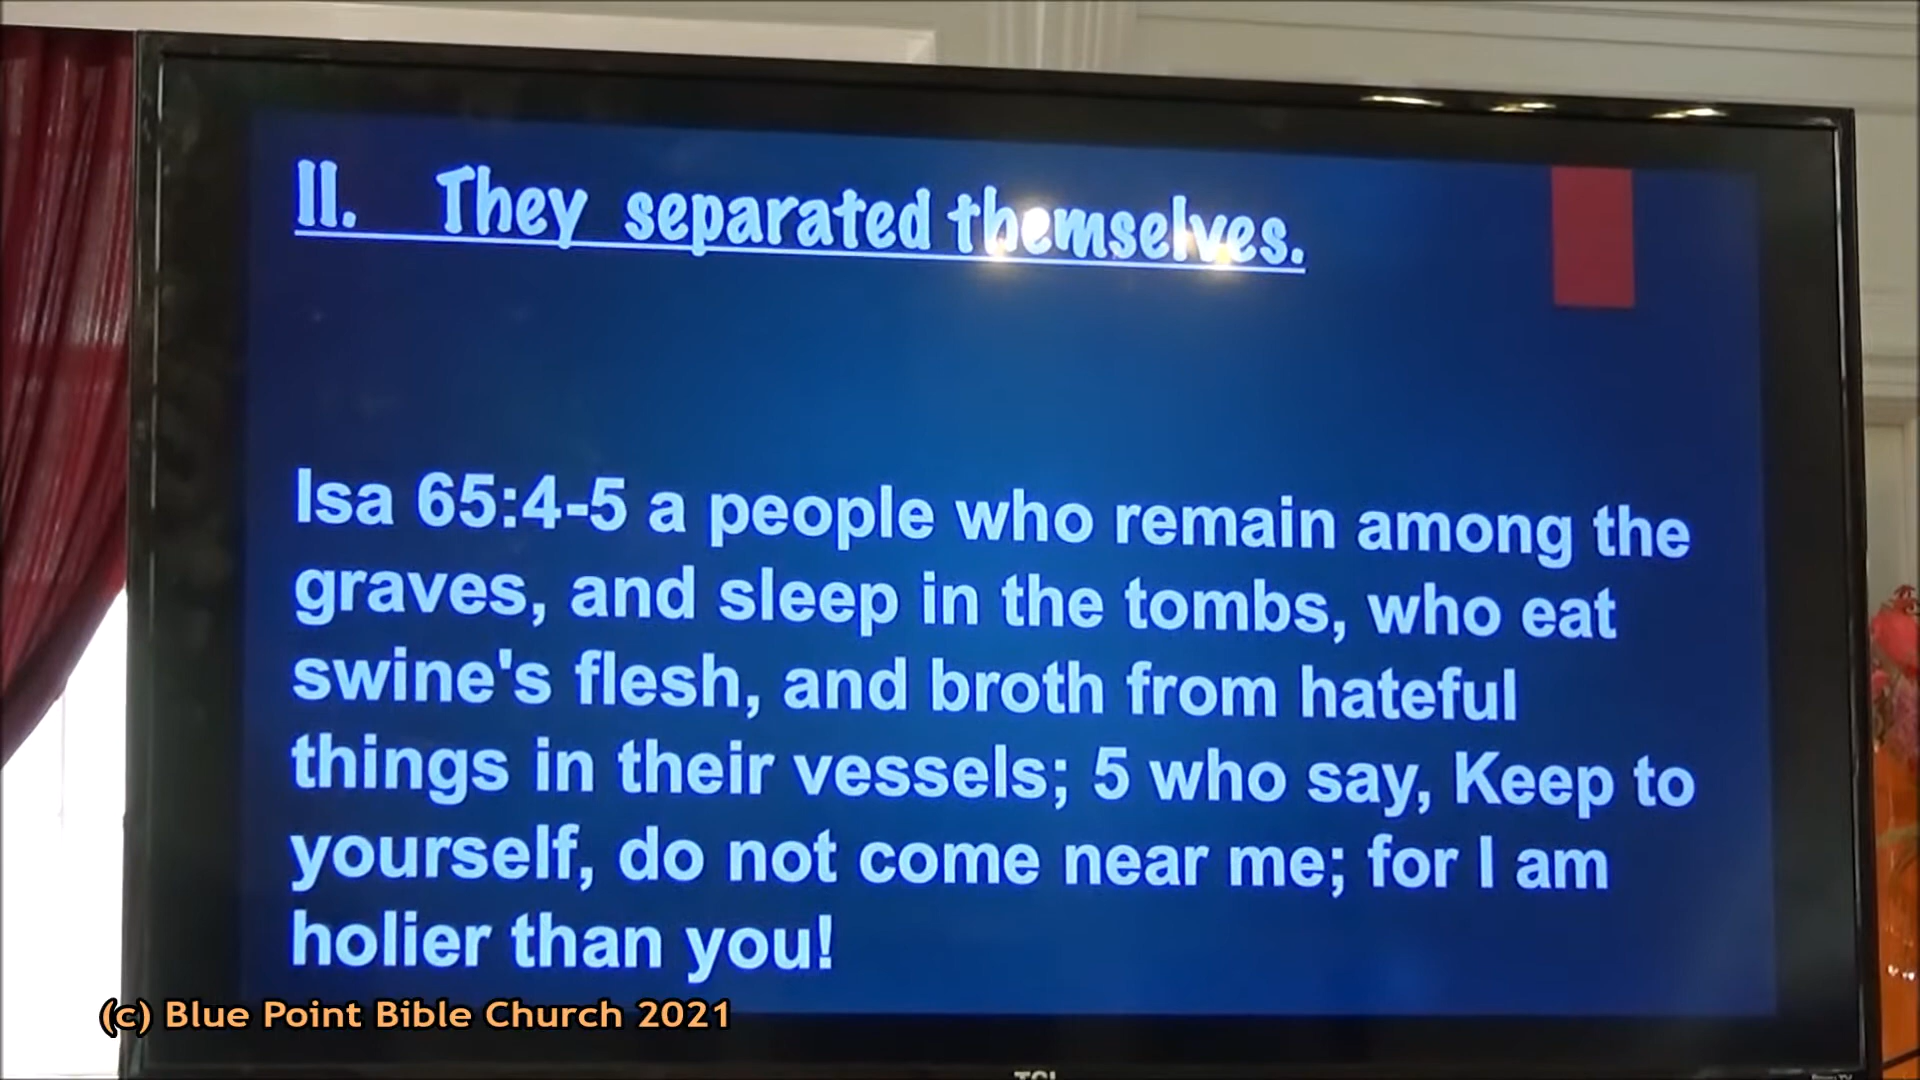 II. They separated themselves.
Isa 65:4-5 a people who remain among the
graves, and sleep in the tombs, who eat
swine's flesh, and broth from hateful
things in their vessels; 5 who say, Keep to
yourself, do not come near me; for I am
holier than you!
(c) Blue Point Bible Church 2021
TCL